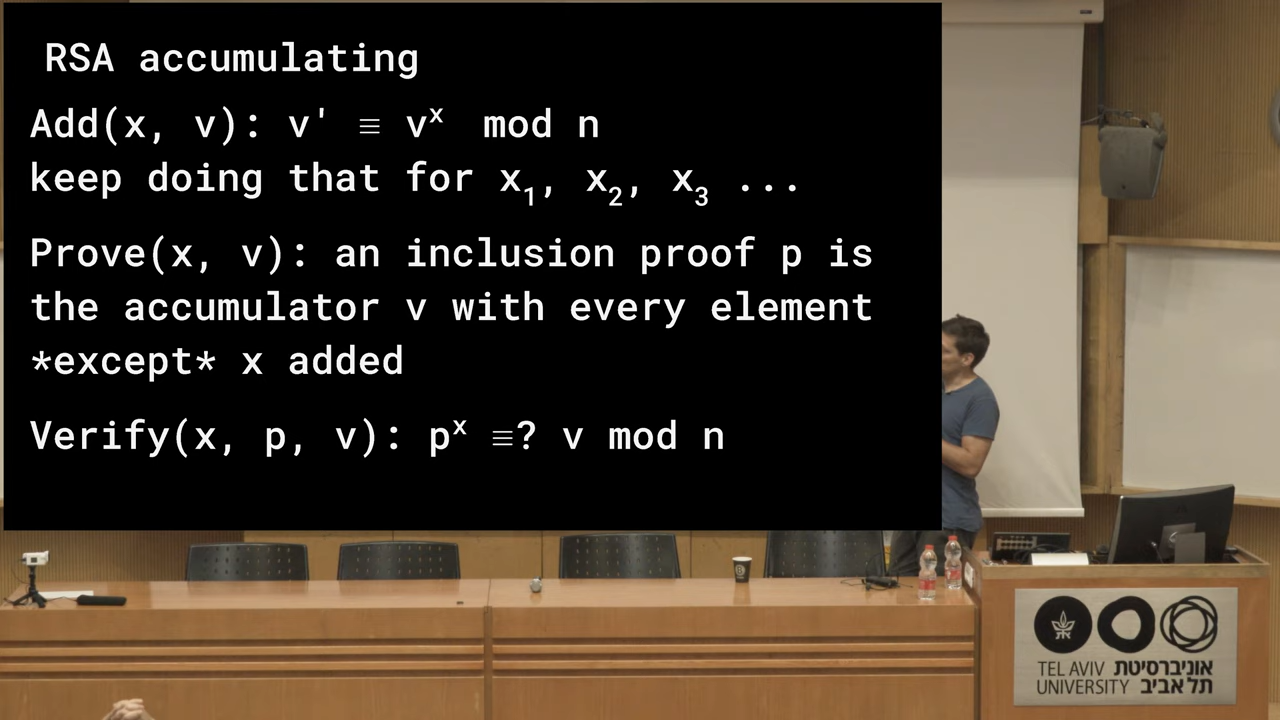 RSA accumulating
Add(x, v): v' ≡ vˣ mod n
keep doing that for x₁, x₂, x₃ ...
Prove(x, v): an inclusion proof p is
the accumulator v with every element
*except* x added
Verify(x, p, v): pˣ ≡? v mod n
TEL AVIV אוניברסיטת
UNIVERSITY תל אביב